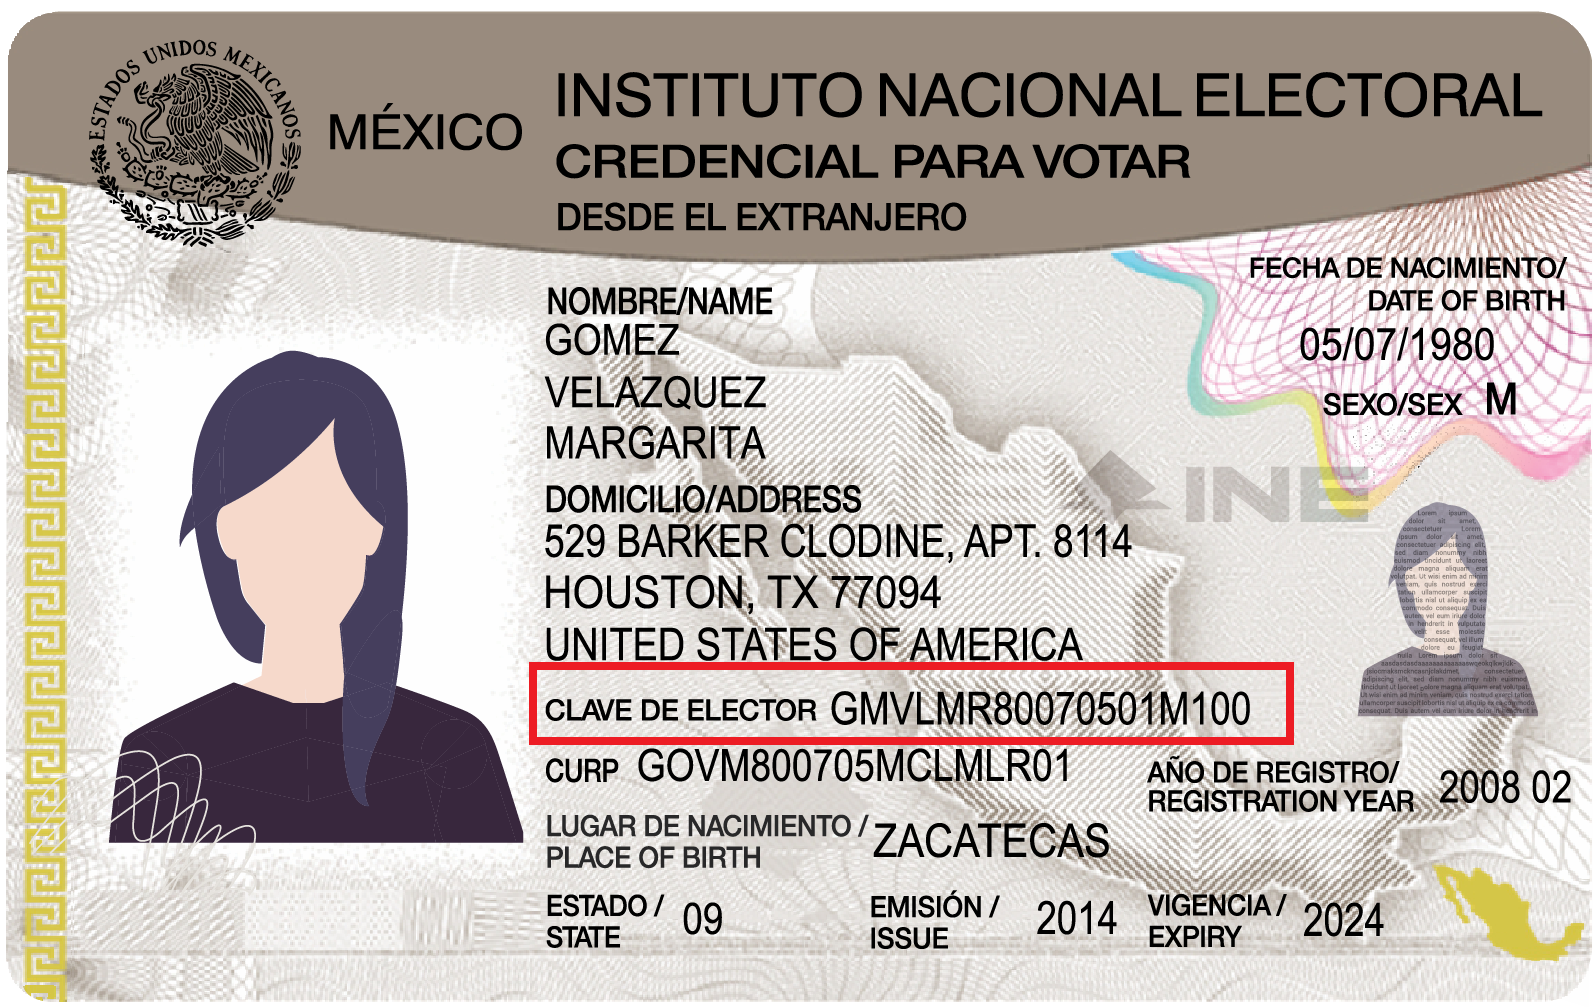 ESTADOS UNIDOS MEXICANOS
MÉXICO
INSTITUTO NACIONAL ELECTORAL
CREDENCIAL PARA VOTAR
DESDE EL EXTRANJERO
FECHA DE NACIMIENTO/
DATE OF BIRTH
05/07/1980
SEXO/SEX M
NOMBRE/NAME
GOMEZ
VELAZQUEZ
MARGARITA
INE
DOMICILIO/ADDRESS
529 BARKER CLODINE, APT. 8114
HOUSTON, TX 77094
UNITED STATES OF AMERICA
CLAVE DE ELECTOR GMVLMR80070501M100
CURP GOVM800705MCLMLR01
AÑO DE REGISTRO/
REGISTRATION YEAR 2008 02
LUGAR DE NACIMIENTO /
PLACE OF BIRTH ZACATECAS
ESTADO /
STATE 09
EMISIÓN /
ISSUE 2014
VIGENCIA /
EXPIRY 2024